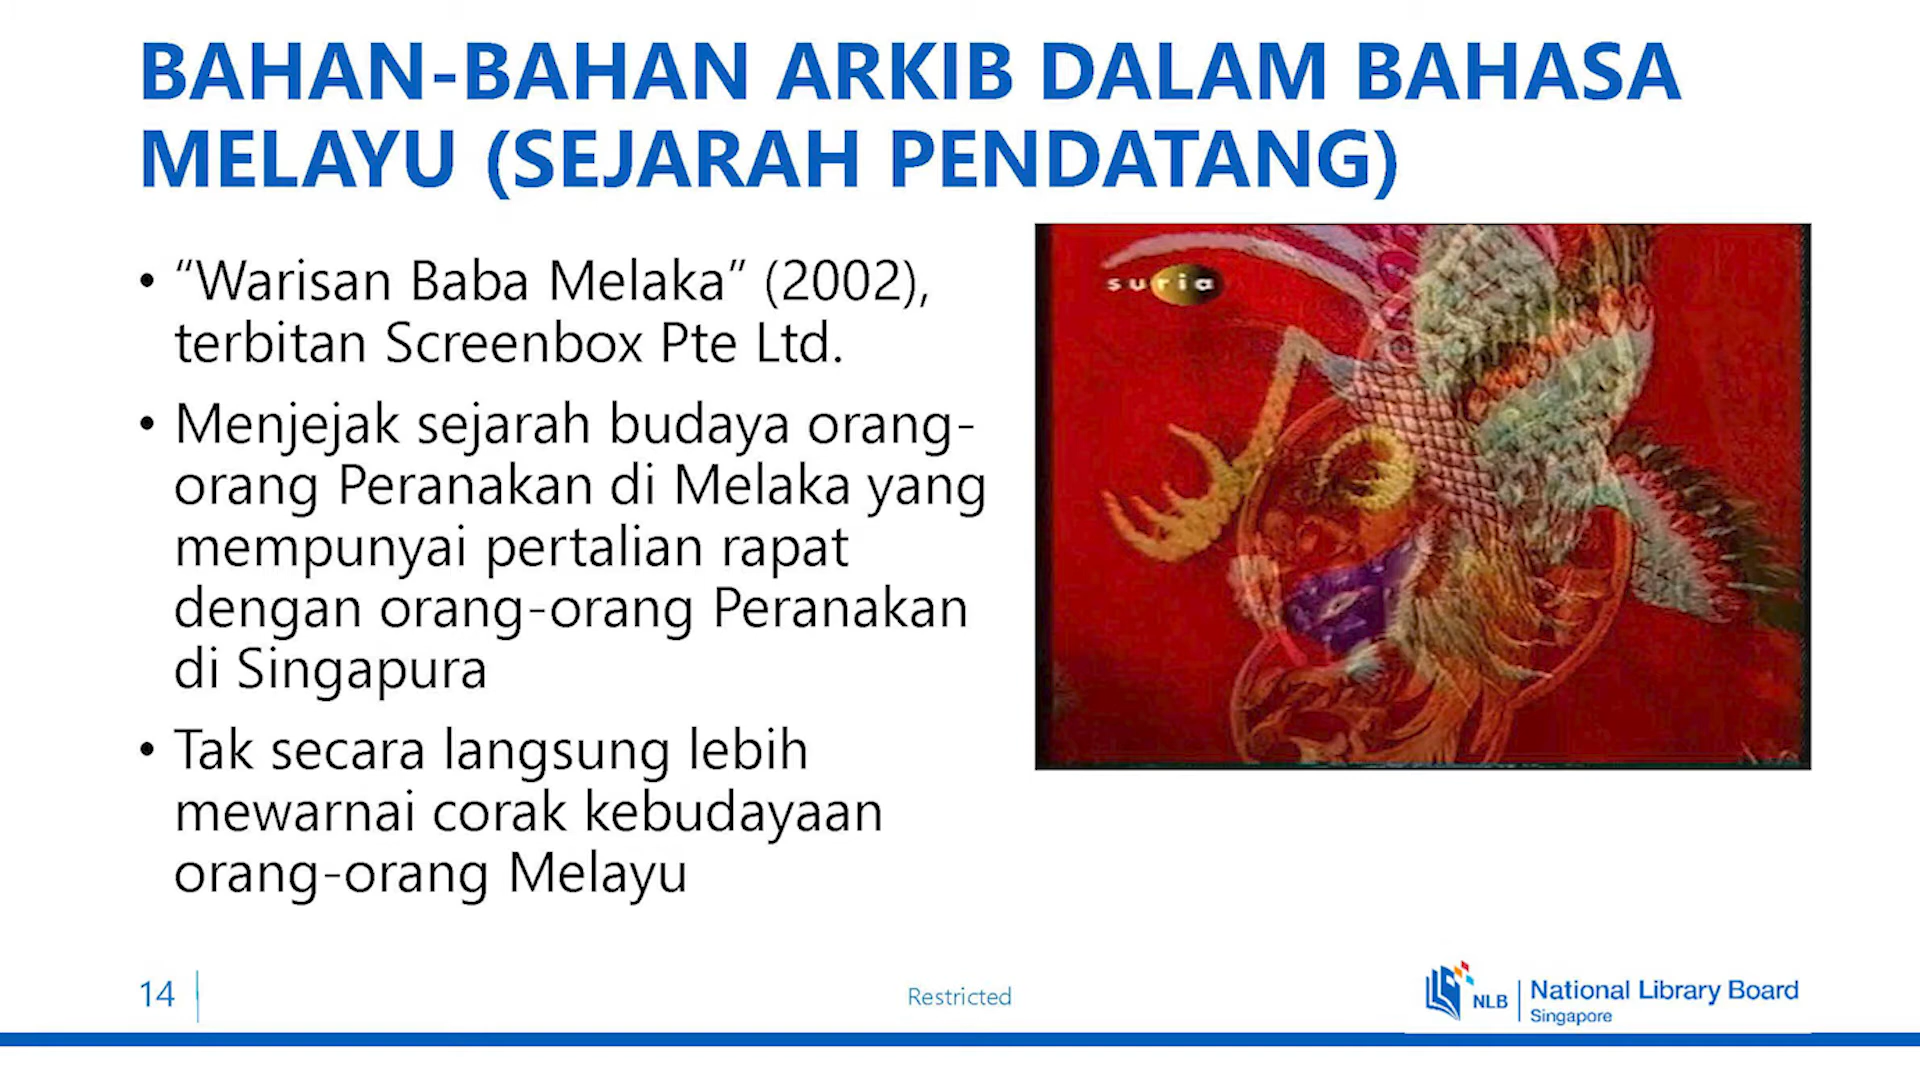 BAHAN-BAHAN ARKIB DALAM BAHASA
MELAYU (SEJARAH PENDATANG)
• “Warisan Baba Melaka” (2002),
terbitan Screenbox Pte Ltd.
• Menjejak sejarah budaya orang-
orang Peranakan di Melaka yang
mempunyai pertalian rapat
dengan orang-orang Peranakan
di Singapura
• Tak secara langsung lebih
mewarnai corak kebudayaan
orang-orang Melayu
suria
14
Restricted
NLB
National Library Board
Singapore